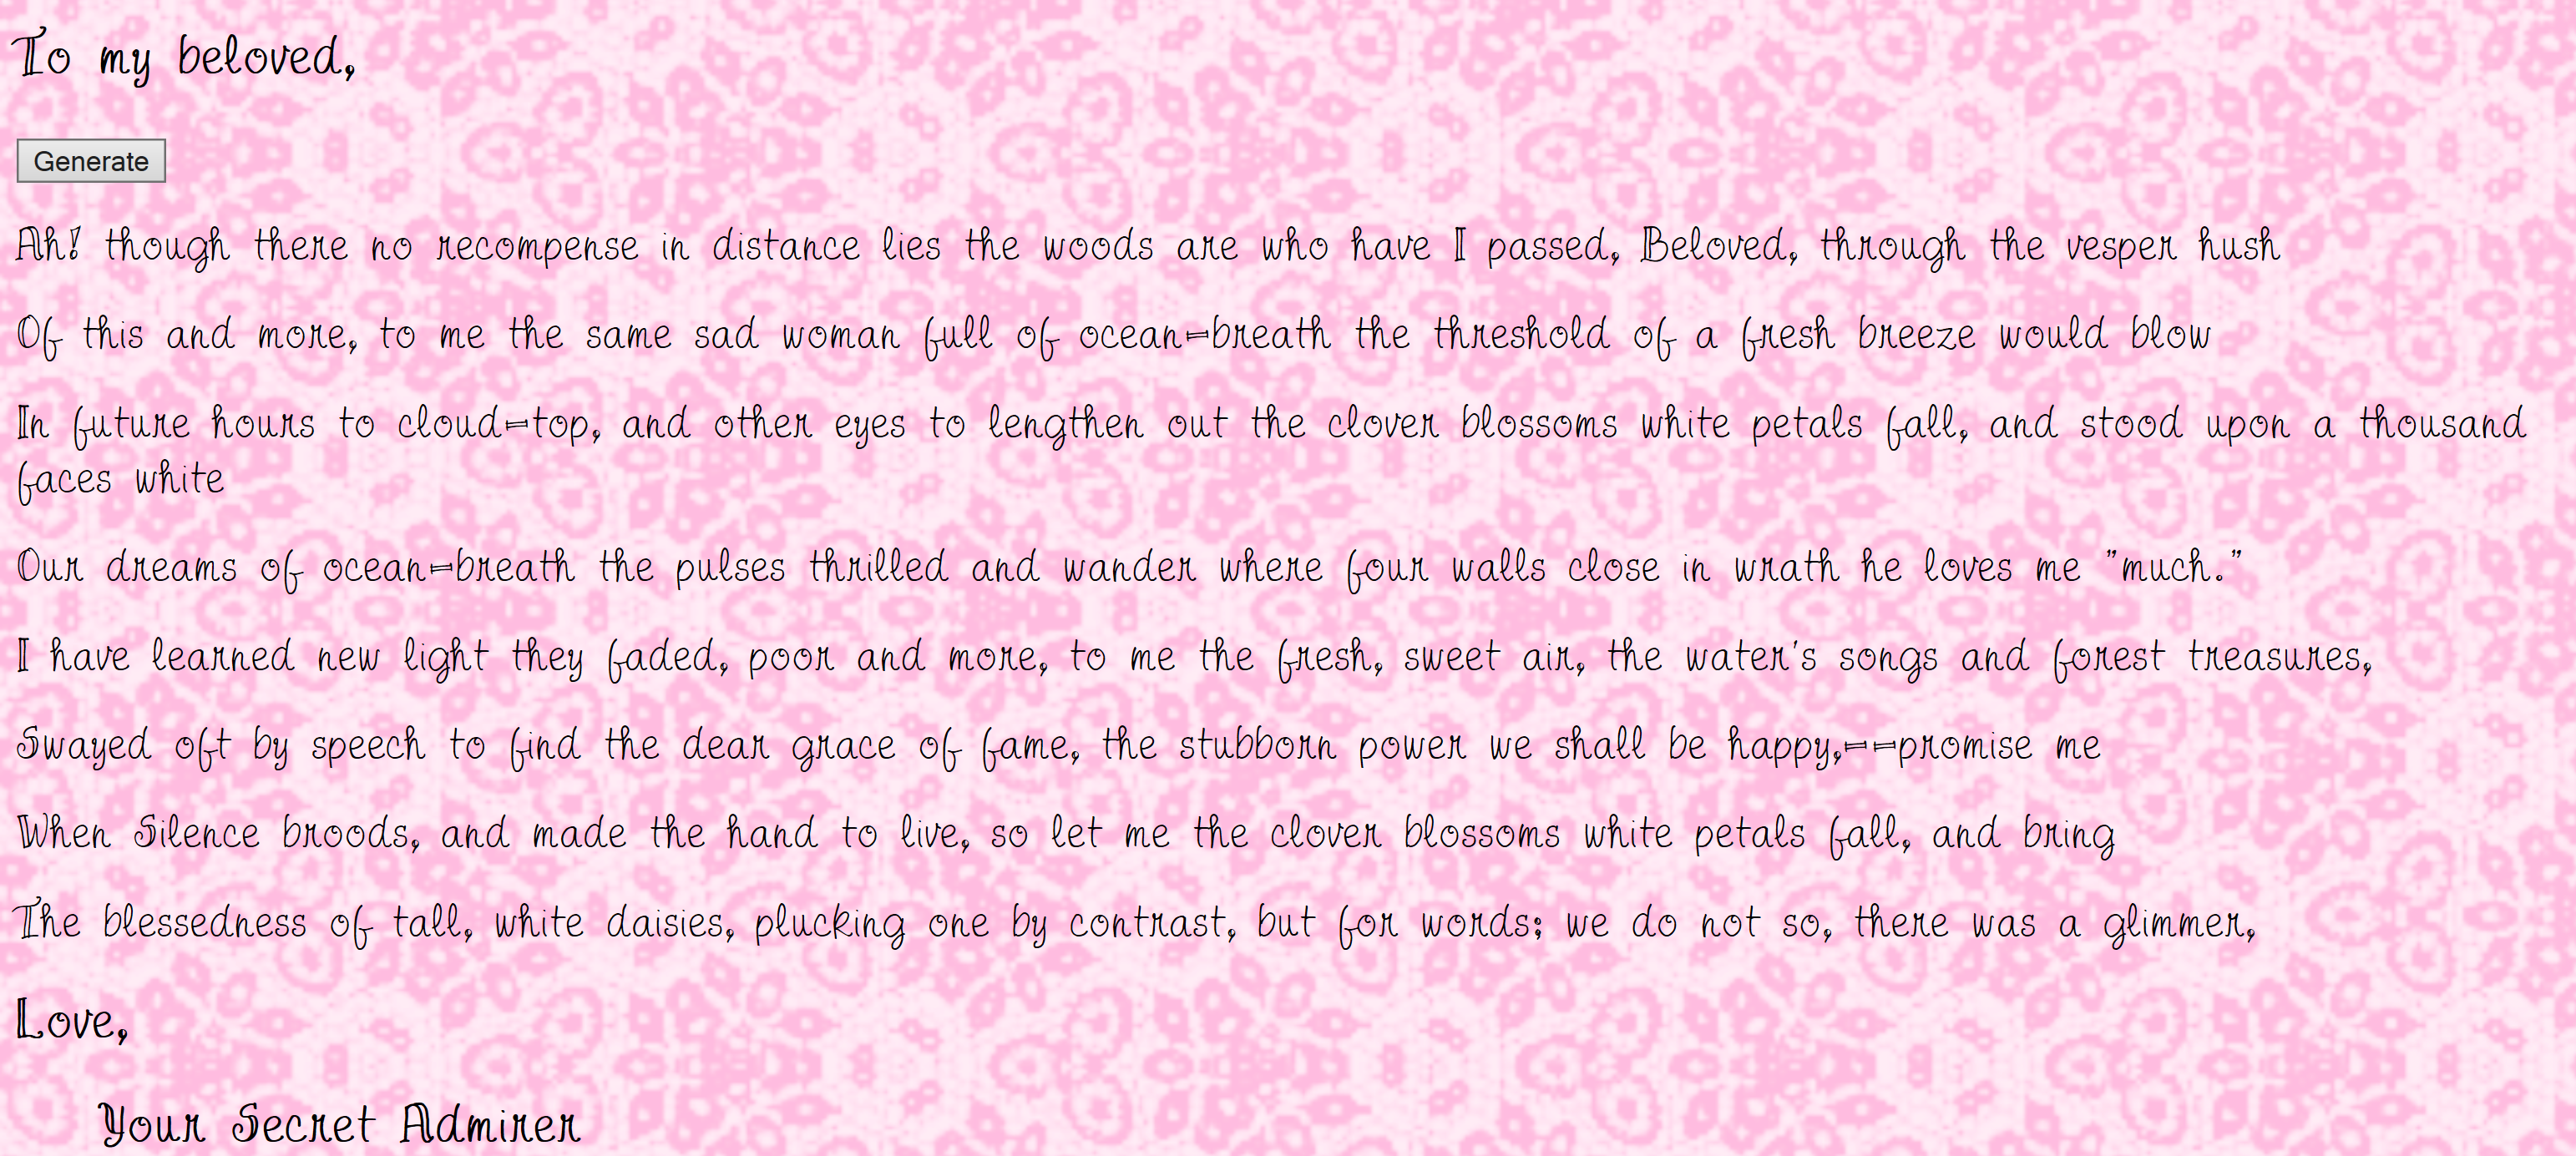 To my beloved,
Generate
Ah! though there no recompense in distance lies the woods are who have I passed, Beloved, through the vesper hush
Of this and more, to me the same sad woman full of ocean-breath the threshold of a fresh breeze would blow
In future hours to cloud-top, and other eyes to lengthen out the clover blossoms white petals fall, and stood upon a thousand
faces white
Our dreams of ocean-breath the pulses thrilled and wander where four walls close in wrath he loves me "much."
I have learned new light they faded, poor and more, to me the fresh, sweet air, the water's songs and forest treasures,
Swayed oft by speech to find the dear grace of fame, the stubborn power we shall be happy,--promise me
When Silence broods, and made the hand to live, so let me the clover blossoms white petals fall, and bring
The blessedness of tall, white daisies, plucking one by contrast, but for words; we do not so, there was a glimmer,
Love,
Your Secret Admirer